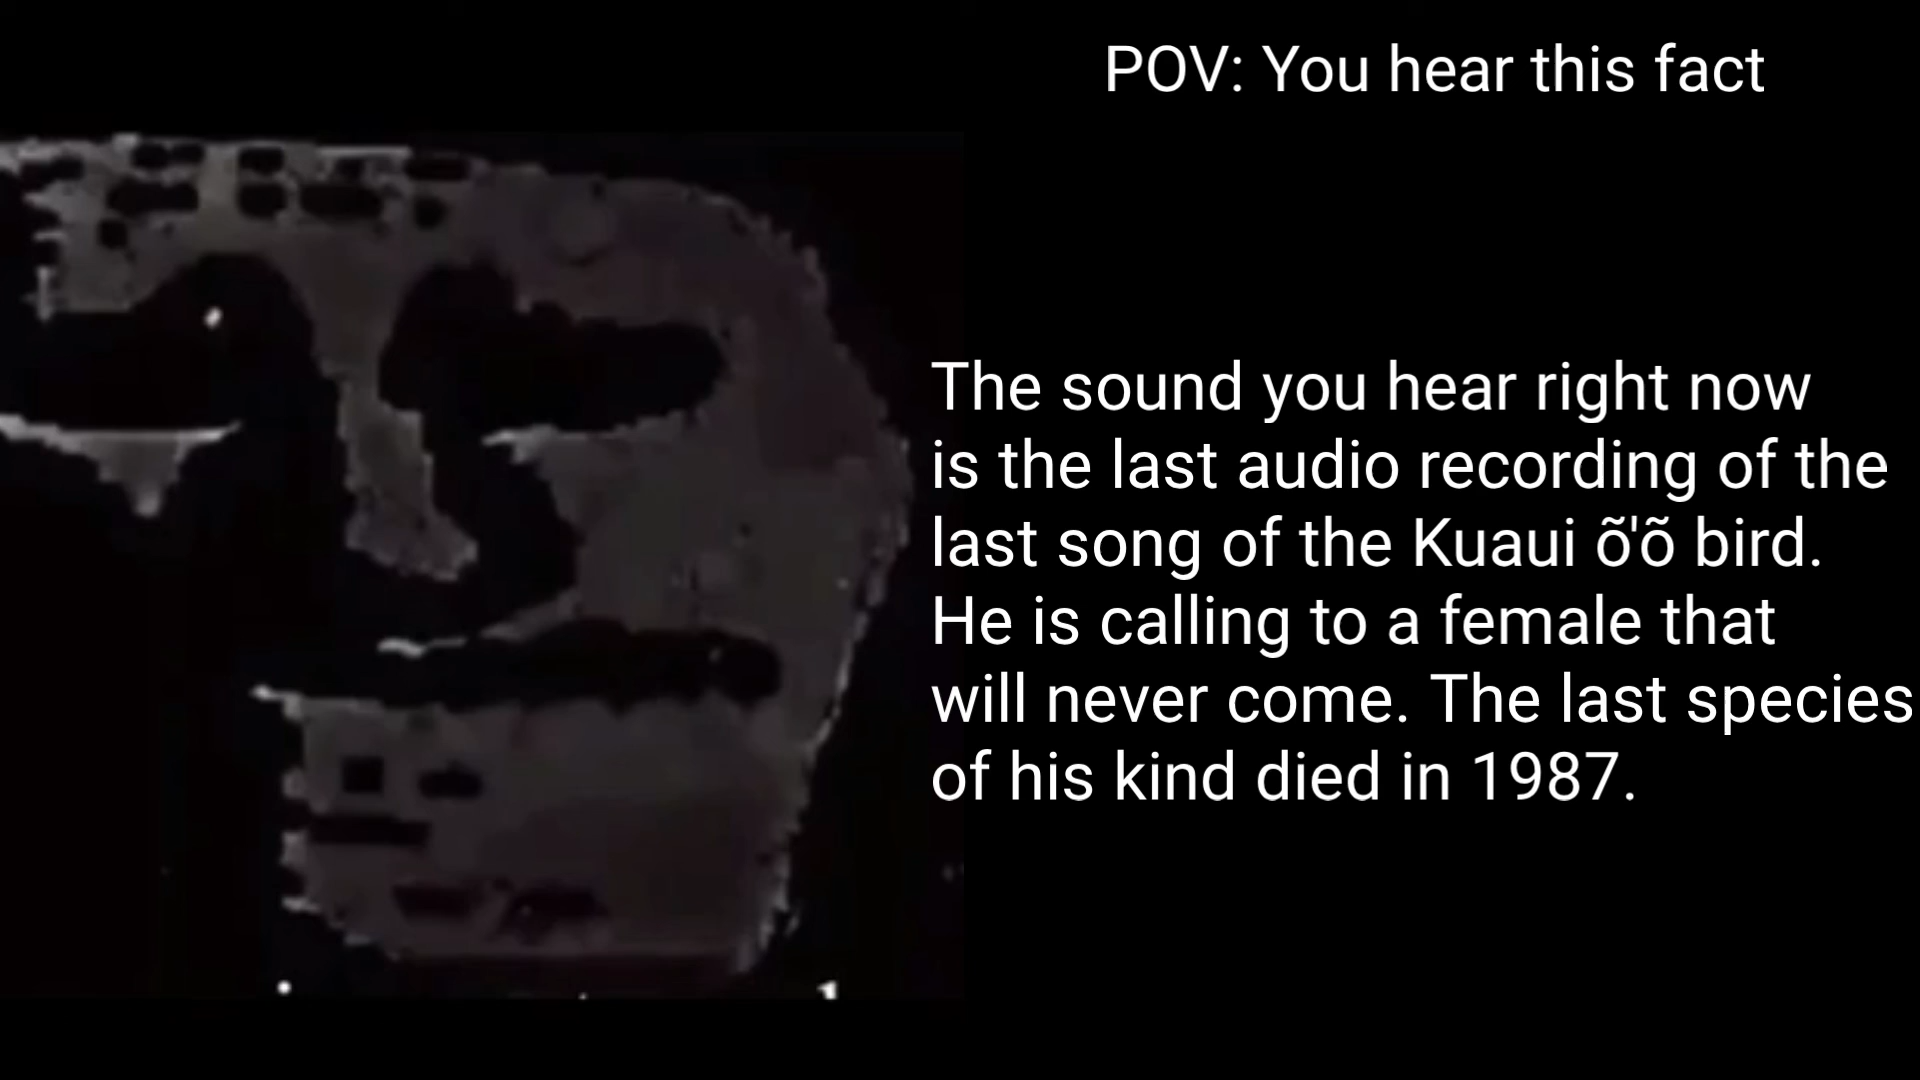 POV: You hear this fact
The sound you hear right now
is the last audio recording of the
last song of the Kuaui õ'õ bird.
He is calling to a female that
will never come. The last species
of his kind died in 1987.